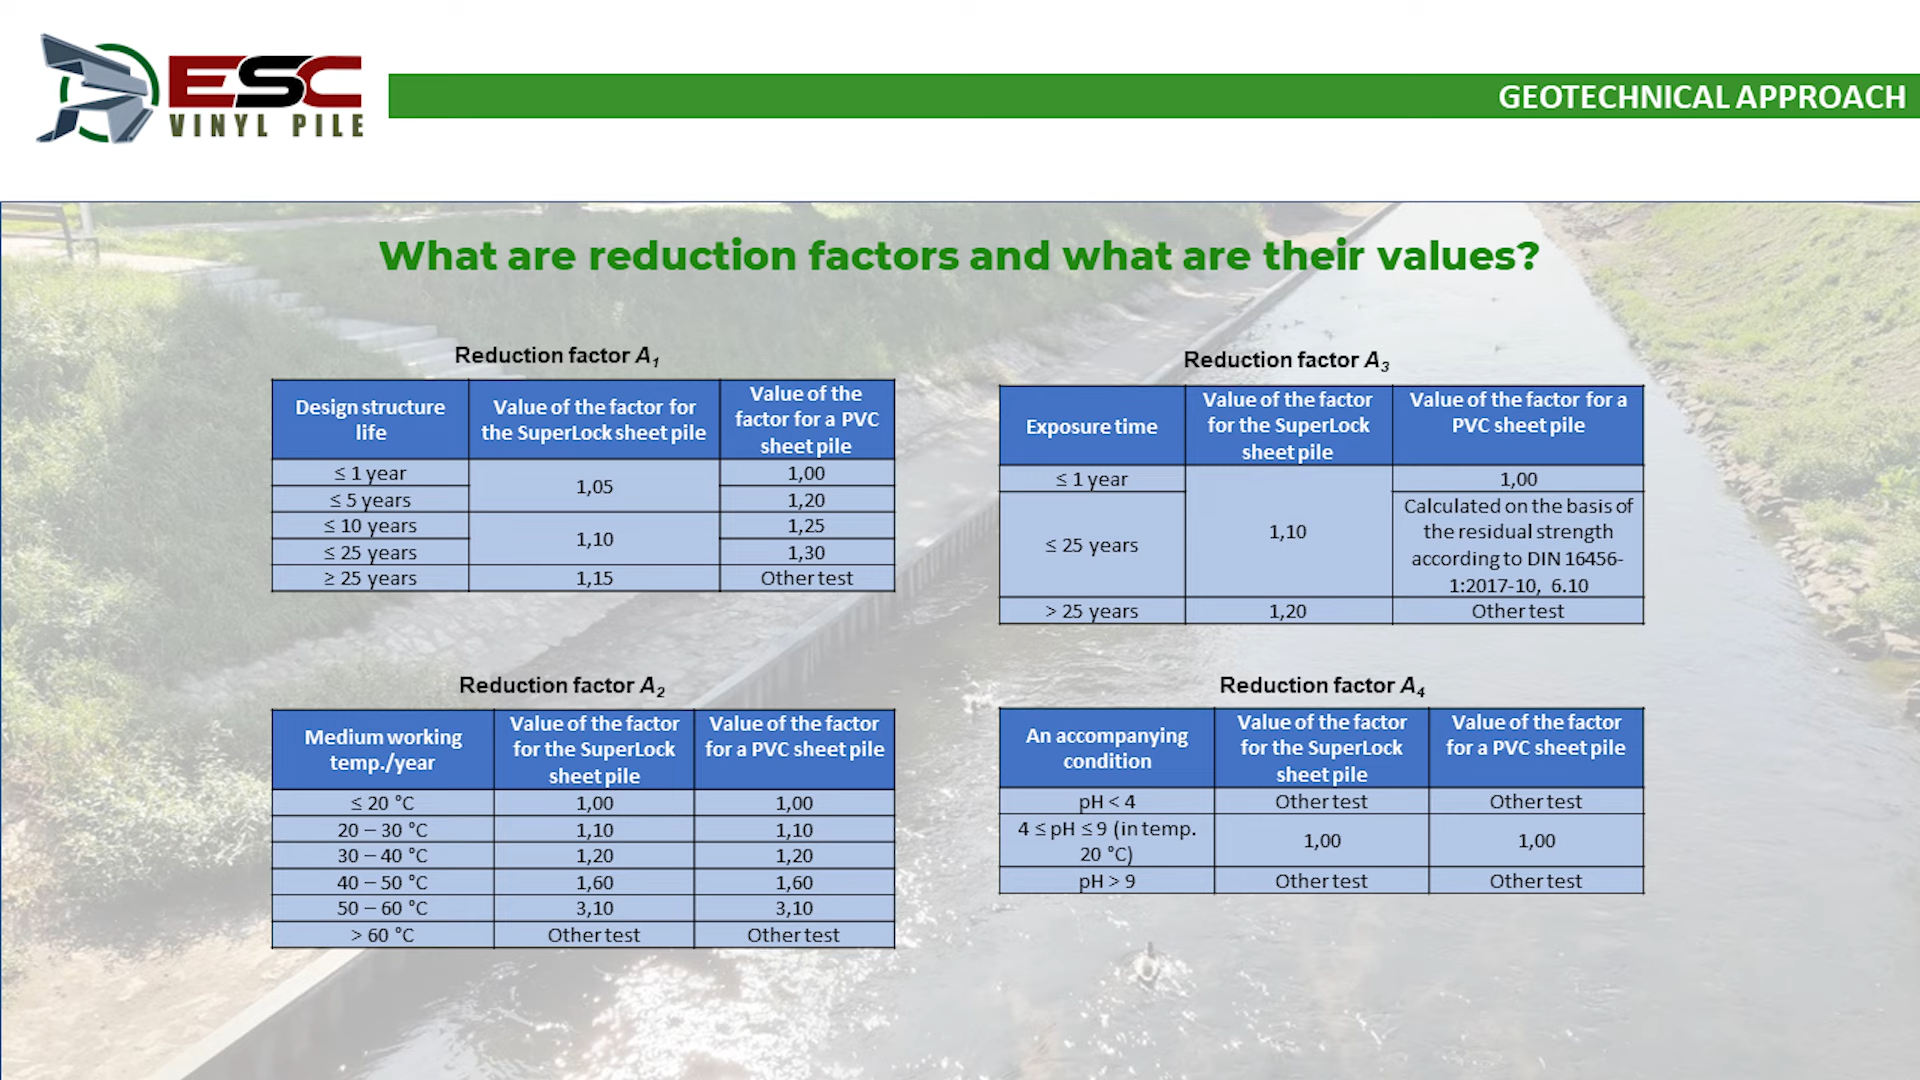 ESC
VINYL PILE
GEOTECHNICAL APPROACH
What are reduction factors and what are their values?
Reduction factor A1
Design structure
life
Value of the factor for
the SuperLock sheet pile
Value of the
factor for a PVC
sheet pile
≤ 1 year
1,05
1,00
≤ 5 years
1,20
≤ 10 years
1,10
1,25
≤ 25 years
1,30
≥ 25 years
1,15
Other test
Reduction factor A3
Exposure time
Value of the factor
for the SuperLock
sheet pile
Value of the factor for a
PVC sheet pile
≤ 1 year
1,10
1,00
≤ 25 years
Calculated on the basis of
the residual strength
according to DIN 16456-
1:2017-10, 6.10
> 25 years
1,20
Other test
Reduction factor A2
Medium working
temp./year
Value of the factor
for the SuperLock
sheet pile
Value of the factor
for a PVC sheet pile
≤ 20 °C
1,00
1,00
20 – 30 °C
1,10
1,10
30 – 40 °C
1,20
1,20
40 – 50 °C
1,60
1,60
50 – 60 °C
3,10
3,10
> 60 °C
Other test
Other test
Reduction factor A4
An accompanying
condition
Value of the factor
for the SuperLock
sheet pile
Value of the factor
for a PVC sheet pile
pH < 4
Other test
Other test
4 ≤ pH ≤ 9 (in temp.
20 °C)
1,00
1,00
pH > 9
Other test
Other test